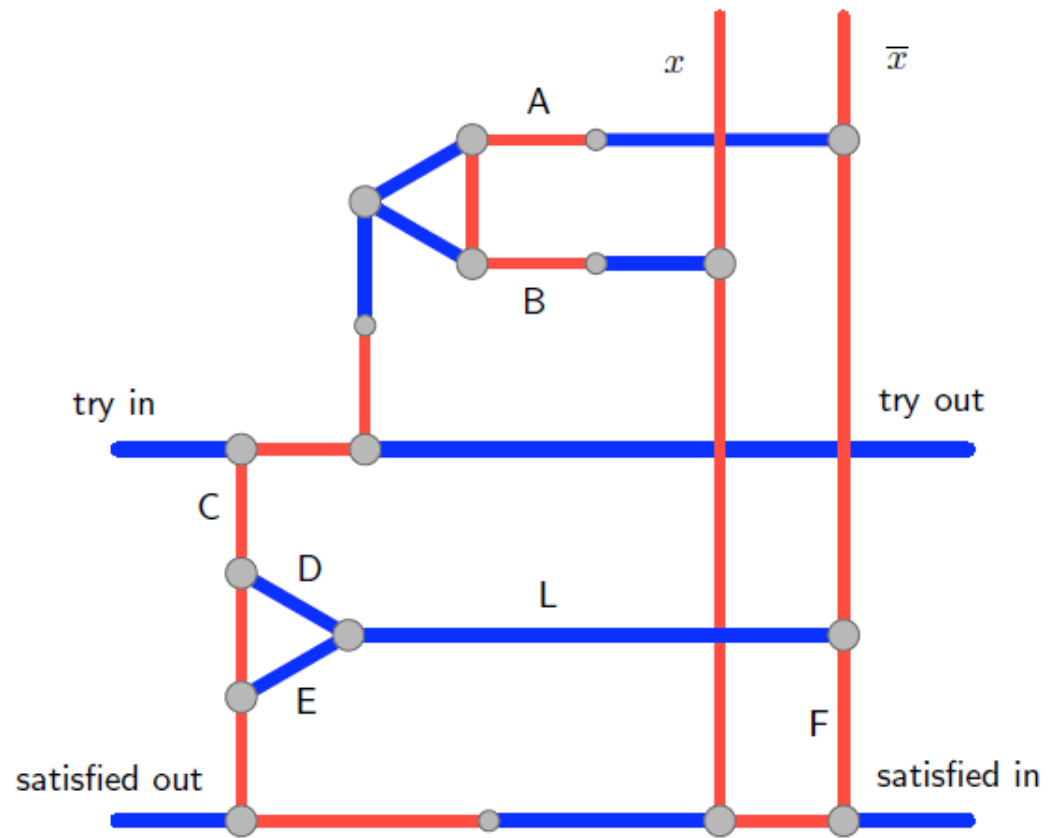 x
x̅
A
B
try in
try out
C
D
L
E
F
satisfied out
satisfied in